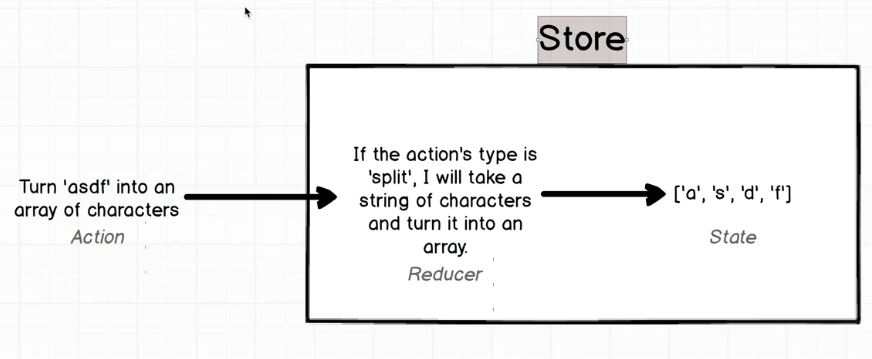 Store
Turn 'asdf' into an
array of characters
Action
If the action's type is
'split', I will take a
string of characters
and turn it into an
array.
Reducer
['a', 's', 'd', 'f']
State